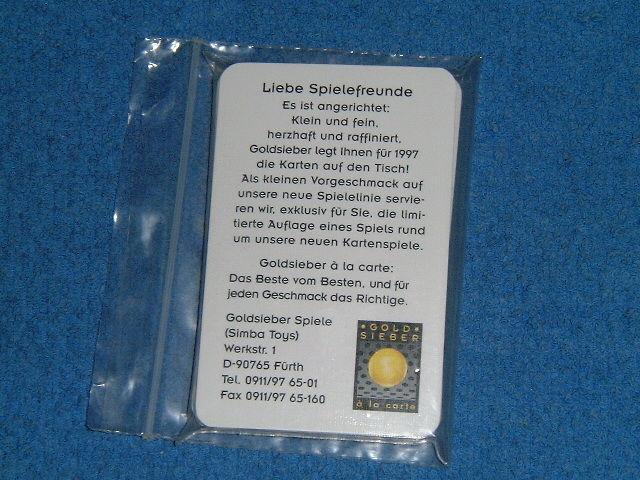 Liebe Spielefreunde
Es ist angerichtet:
Klein und fein,
herzhaft und raffiniert,
Goldsieber legt Ihnen für 1997
die Karten auf den Tisch!
Als kleinen Vorgeschmack auf
unsere neue Spielelinie servie-
ren wir, exklusiv für Sie, die limi-
tierte Auflage eines Spiels rund
um unsere neuen Kartenspiele.
Goldsieber à la carte:
Das Beste vom Besten, und für
jeden Geschmack das Richtige.
Goldsieber Spiele
(Simba Toys)
Werkstr. 1
D-90765 Fürth
Tel. 0911/97 65-01
Fax 0911/97 65-160
GOLD
SIEBER
à la carte